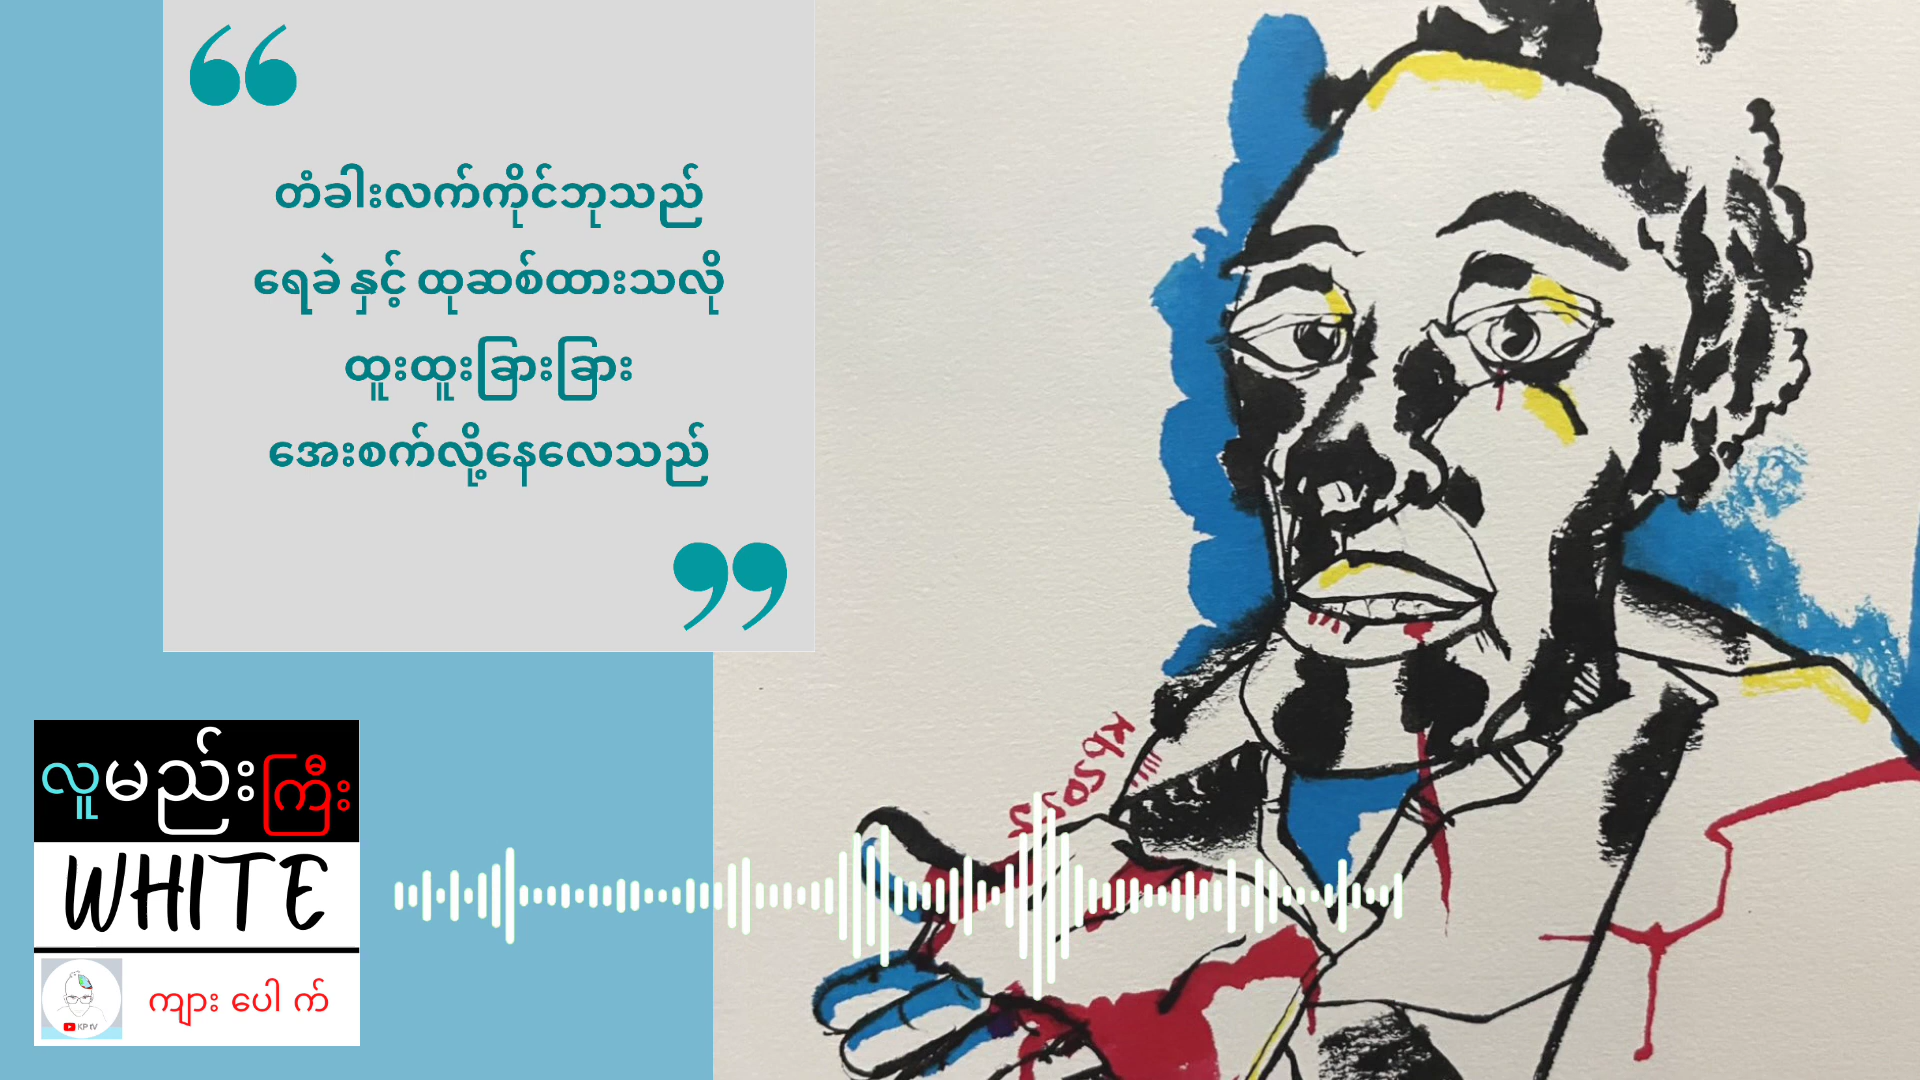 တံခါးလက်ကိုင်ဘုသည်
ရေခဲ နှင့် ထုဆစ်ထားသလို
ထူးထူးခြားခြား
အေးစက်လို့နေလေသည်
လူမည်းကြီး
WHITE
ကျား ပေါ က်
KP tV